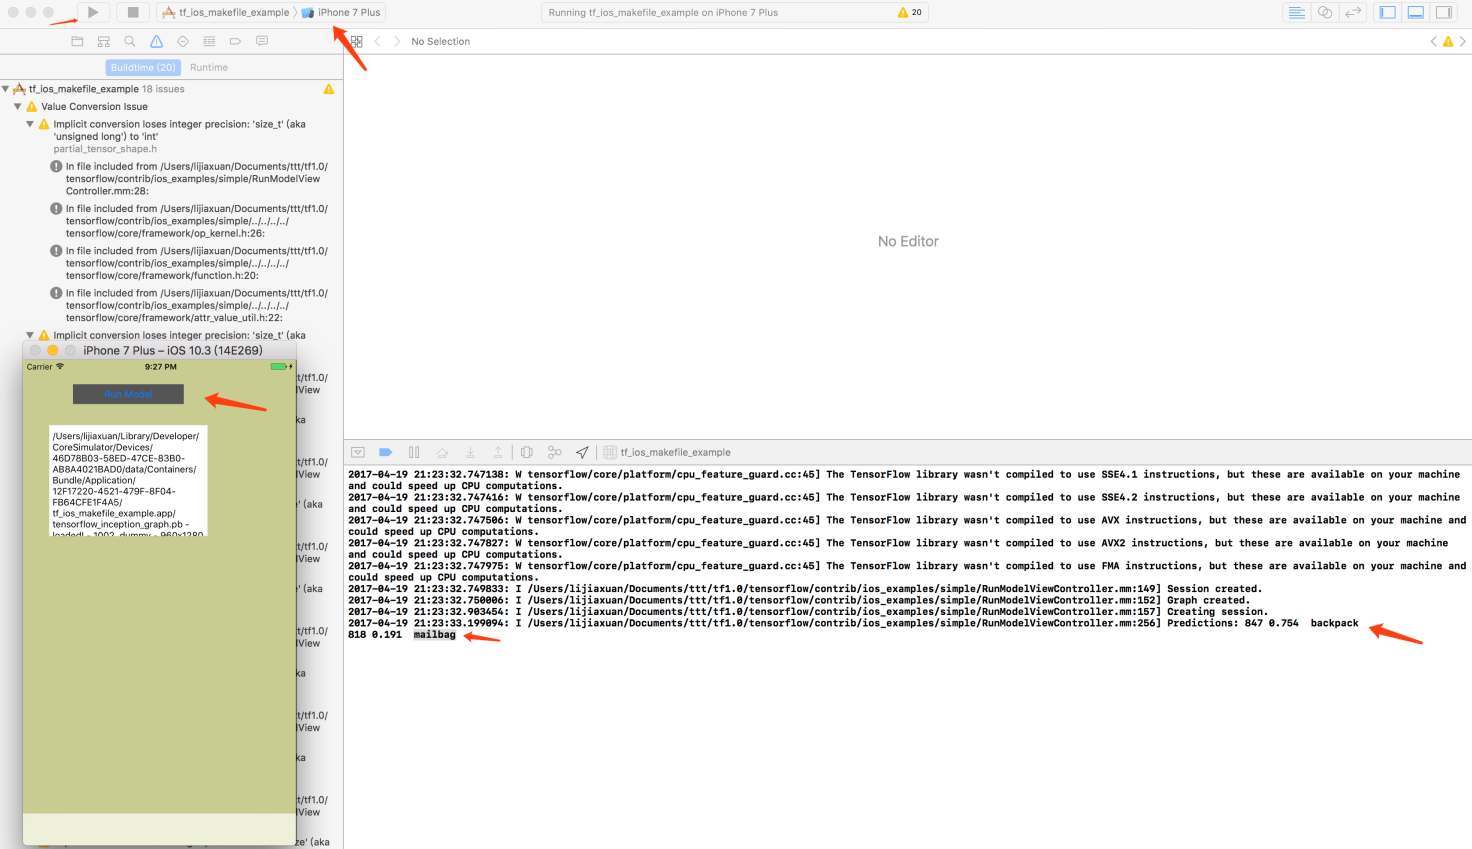 tf_ios_makefile_example 〉 iPhone 7 Plus
Running tf_ios_makefile_example on iPhone 7 Plus
20
No Selection
Buildtime (20) Runtime
tf_ios_makefile_example 18 issues
Value Conversion Issue
Implicit conversion loses integer precision: 'size_t' (aka
'unsigned long') to 'int'
partial_tensor_shape.h
In file included from /Users/lijiaxuan/Documents/ttt/tf1.0/
tensorflow/contrib/ios_examples/simple/RunModelView
Controller.mm:28:
In file included from /Users/lijiaxuan/Documents/ttt/tf1.0/
tensorflow/contrib/ios_examples/simple/../../../../
tensorflow/core/framework/op_kernel.h:26:
In file included from /Users/lijiaxuan/Documents/ttt/tf1.0/
tensorflow/contrib/ios_examples/simple/../../../../
tensorflow/core/framework/function.h:20:
In file included from /Users/lijiaxuan/Documents/ttt/tf1.0/
tensorflow/contrib/ios_examples/simple/../../../../
tensorflow/core/framework/attr_value_util.h:22:
Implicit conversion loses integer precision: 'size_t' (aka
iPhone 7 Plus – iOS 10.3 (14E269)
Carrier 9:27 PM
Run Model
/Users/lijiaxuan/Library/Developer/
CoreSimulator/Devices/
46D78B03-58ED-47CE-83B0-
AB8A4021BAD0/data/Containers/
Bundle/Application/
12F17220-4521-479F-8F04-
FB64CFE1F4A5/
tf_ios_makefile_example.app/
tensorflow_inception_graph.pb -
loaded! - 1002, dummy - 960x1280
tt/tf1.0/
lView
ka
tt/tf1.0/
' (aka
tt/tf1.0/
lView
' (aka
tt/tf1.0/
lView
ka
tt/tf1.0/
lView
ka
tt/tf1.0/
lView
ze' (aka
No Editor
tf_ios_makefile_example
2017-04-19 21:23:32.747138: W tensorflow/core/platform/cpu_feature_guard.cc:45] The TensorFlow library wasn't compiled to use SSE4.1 instructions, but these are available on your machine
and could speed up CPU computations.
2017-04-19 21:23:32.747416: W tensorflow/core/platform/cpu_feature_guard.cc:45] The TensorFlow library wasn't compiled to use SSE4.2 instructions, but these are available on your machine
and could speed up CPU computations.
2017-04-19 21:23:32.747506: W tensorflow/core/platform/cpu_feature_guard.cc:45] The TensorFlow library wasn't compiled to use AVX instructions, but these are available on your machine and
could speed up CPU computations.
2017-04-19 21:23:32.747827: W tensorflow/core/platform/cpu_feature_guard.cc:45] The TensorFlow library wasn't compiled to use AVX2 instructions, but these are available on your machine
and could speed up CPU computations.
2017-04-19 21:23:32.747975: W tensorflow/core/platform/cpu_feature_guard.cc:45] The TensorFlow library wasn't compiled to use FMA instructions, but these are available on your machine and
could speed up CPU computations.
2017-04-19 21:23:32.749833: I /Users/lijiaxuan/Documents/ttt/tf1.0/tensorflow/contrib/ios_examples/simple/RunModelViewController.mm:149] Session created.
2017-04-19 21:23:32.750006: I /Users/lijiaxuan/Documents/ttt/tf1.0/tensorflow/contrib/ios_examples/simple/RunModelViewController.mm:152] Graph created.
2017-04-19 21:23:32.903454: I /Users/lijiaxuan/Documents/ttt/tf1.0/tensorflow/contrib/ios_examples/simple/RunModelViewController.mm:157] Creating session.
2017-04-19 21:23:33.199094: I /Users/lijiaxuan/Documents/ttt/tf1.0/tensorflow/contrib/ios_examples/simple/RunModelViewController.mm:256] Predictions: 847 0.754 backpack
818 0.191 mailbag